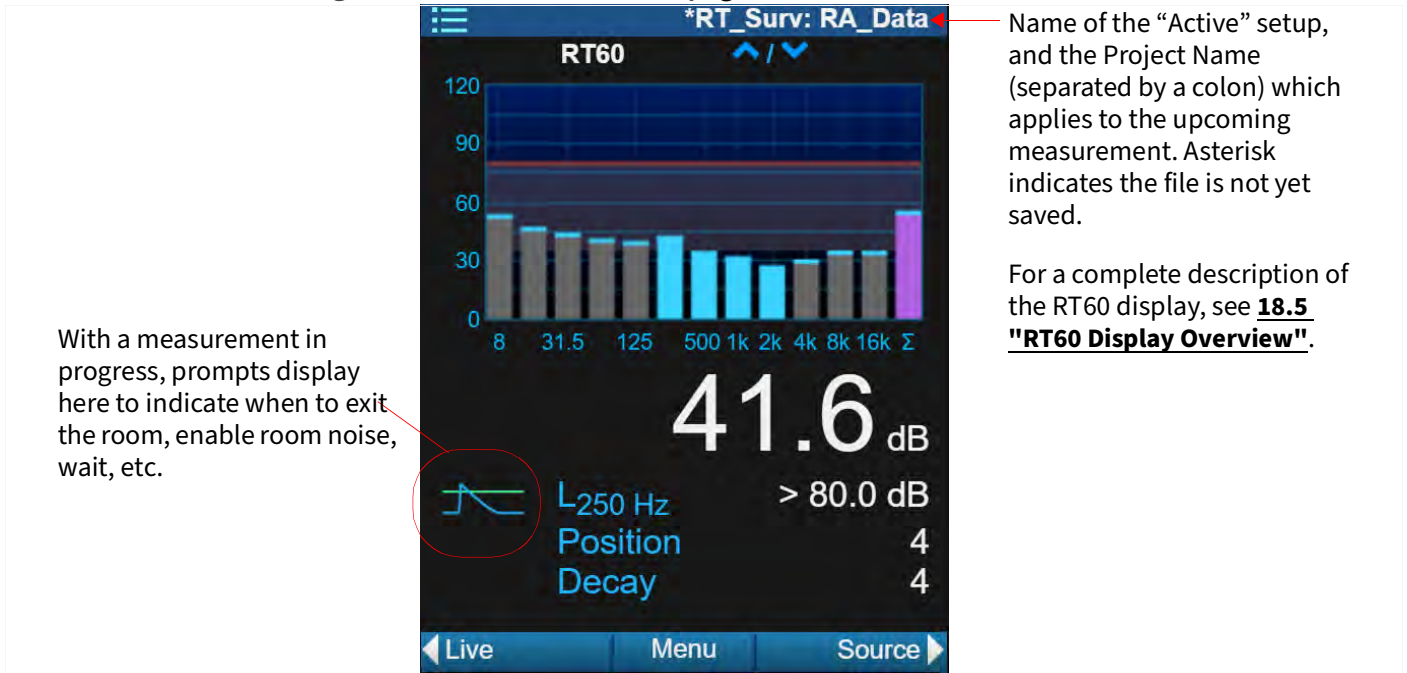 *RT_Surv: RA_Data
RT60
/
120
90
60
30
0
8 31.5 125 500 1k 2k 4k 8k 16k Σ
41.6 dB
L250 Hz > 80.0 dB
Position 4
Decay 4
Live Menu Source
With a measurement in
progress, prompts display
here to indicate when to exit
the room, enable room noise,
wait, etc.
Name of the “Active” setup,
and the Project Name
(separated by a colon) which
applies to the upcoming
measurement. Asterisk
indicates the file is not yet
saved.
For a complete description of
the RT60 display, see 18.5
"RT60 Display Overview".